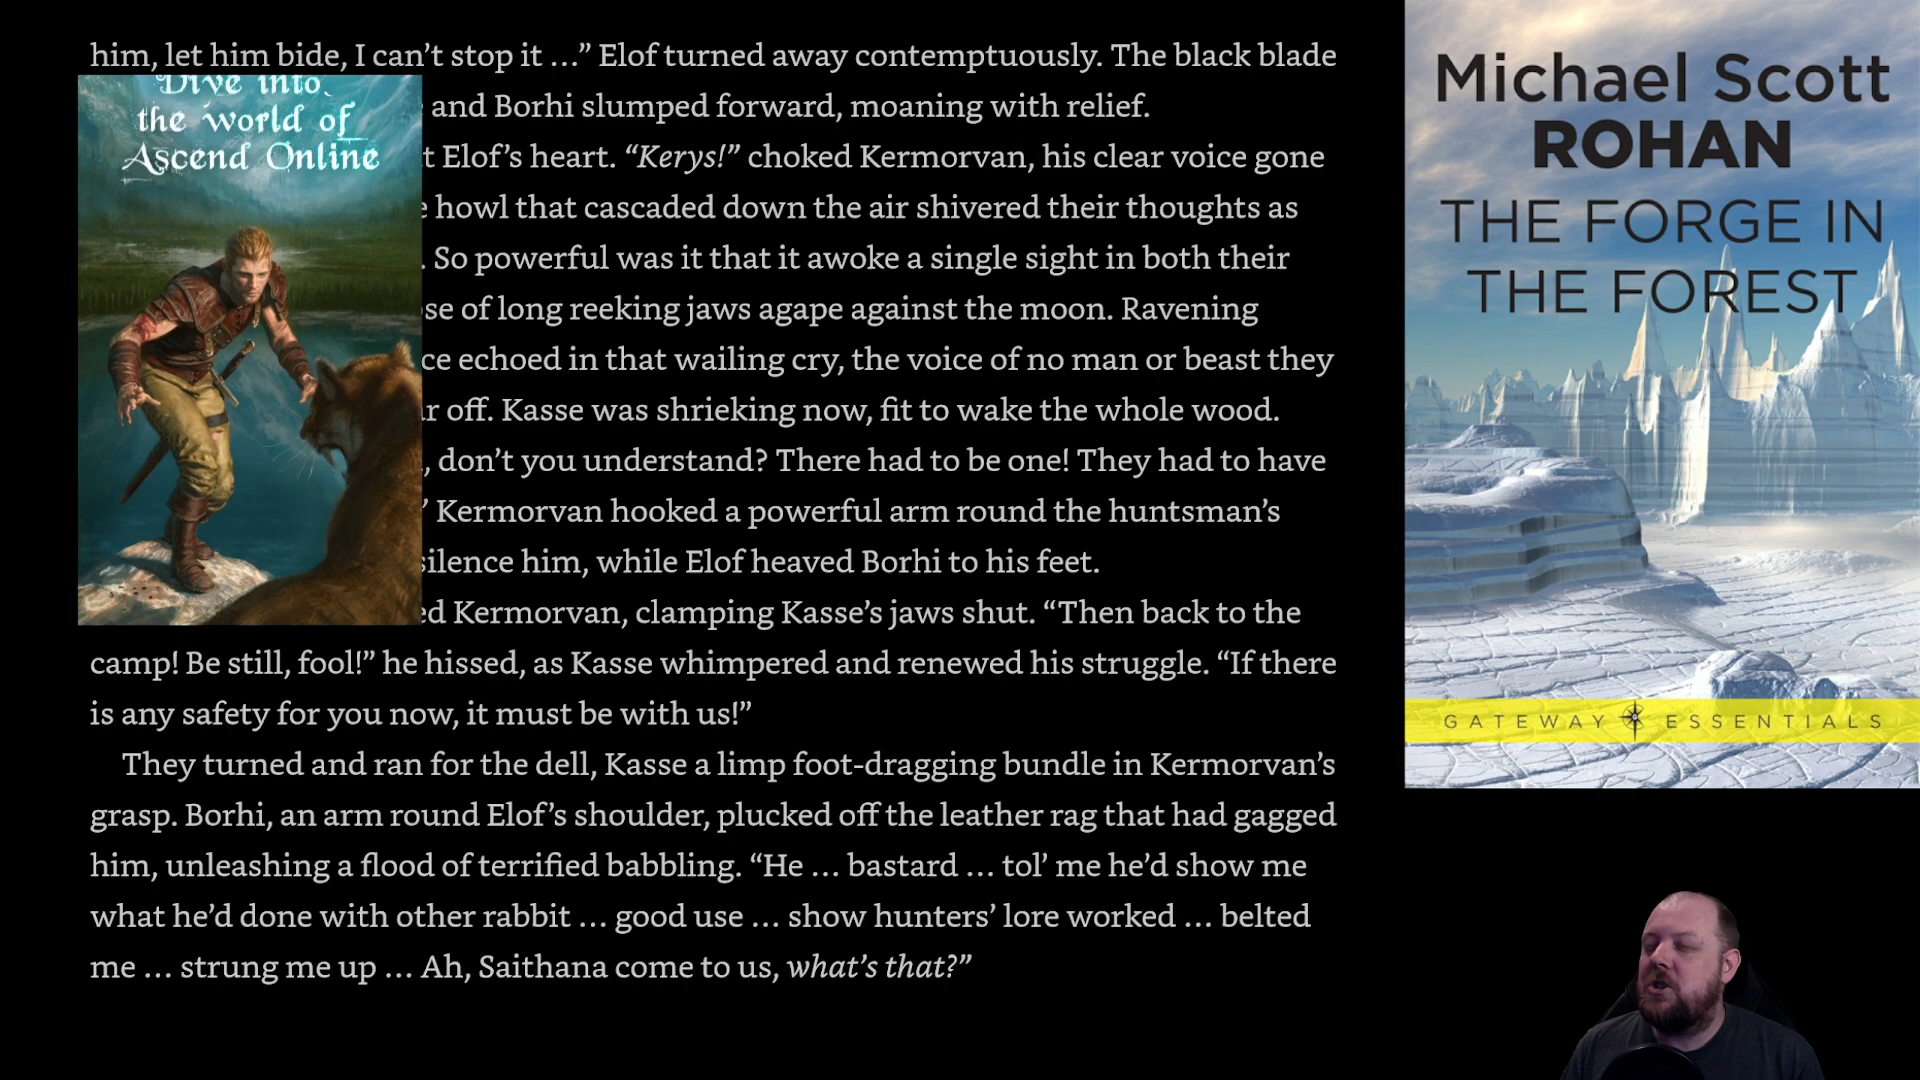 him, let him bide, I can’t stop it …” Elof turned away contemptuously. The black blade
and Borhi slumped forward, moaning with relief.
t Elof’s heart. “Kerys!” choked Kermorvan, his clear voice gone
howl that cascaded down the air shivered their thoughts as
. So powerful was it that it awoke a single sight in both their
se of long reeking jaws agape against the moon. Ravening
ce echoed in that wailing cry, the voice of no man or beast they
r off. Kasse was shrieking now, fit to wake the whole wood.
, don’t you understand? There had to be one! They had to have
’ Kermorvan hooked a powerful arm round the huntsman’s
silence him, while Elof heaved Borhi to his feet.
ed Kermorvan, clamping Kasse’s jaws shut. “Then back to the
camp! Be still, fool!” he hissed, as Kasse whimpered and renewed his struggle. “If there
is any safety for you now, it must be with us!”
They turned and ran for the dell, Kasse a limp foot-dragging bundle in Kermorvan’s
grasp. Borhi, an arm round Elof’s shoulder, plucked off the leather rag that had gagged
him, unleashing a flood of terrified babbling. “He … bastard … tol’ me he’d show me
what he’d done with other rabbit … good use … show hunters’ lore worked … belted
me … strung me up … Ah, Saithana come to us, what’s that?”
Dive into
the world of
Ascend Online
Michael Scott
ROHAN
THE FORGE IN
THE FOREST
GATEWAY ESSENTIALS